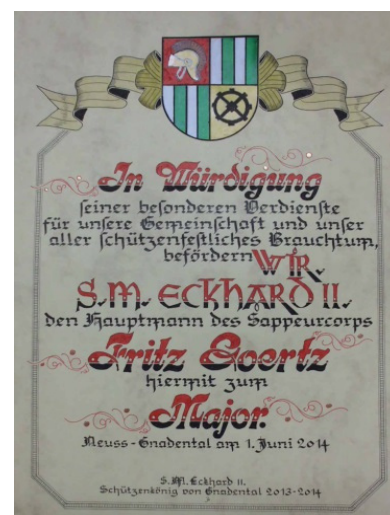 In Würdigung
seiner besonderen Verdienste
für unsere Gemeinschaft und unser
aller schützenfestliches Brauchtum,
befördern WIR.
S.M. ECKHARD II.
den Hauptmann des Sappeurcorps
Fritz Goertz
hiermit zum
Major.
Neuss-Gnadental am 1. Juni 2014
S.M. Eckhard II.
Schützenkönig von Gnadental 2013-2014